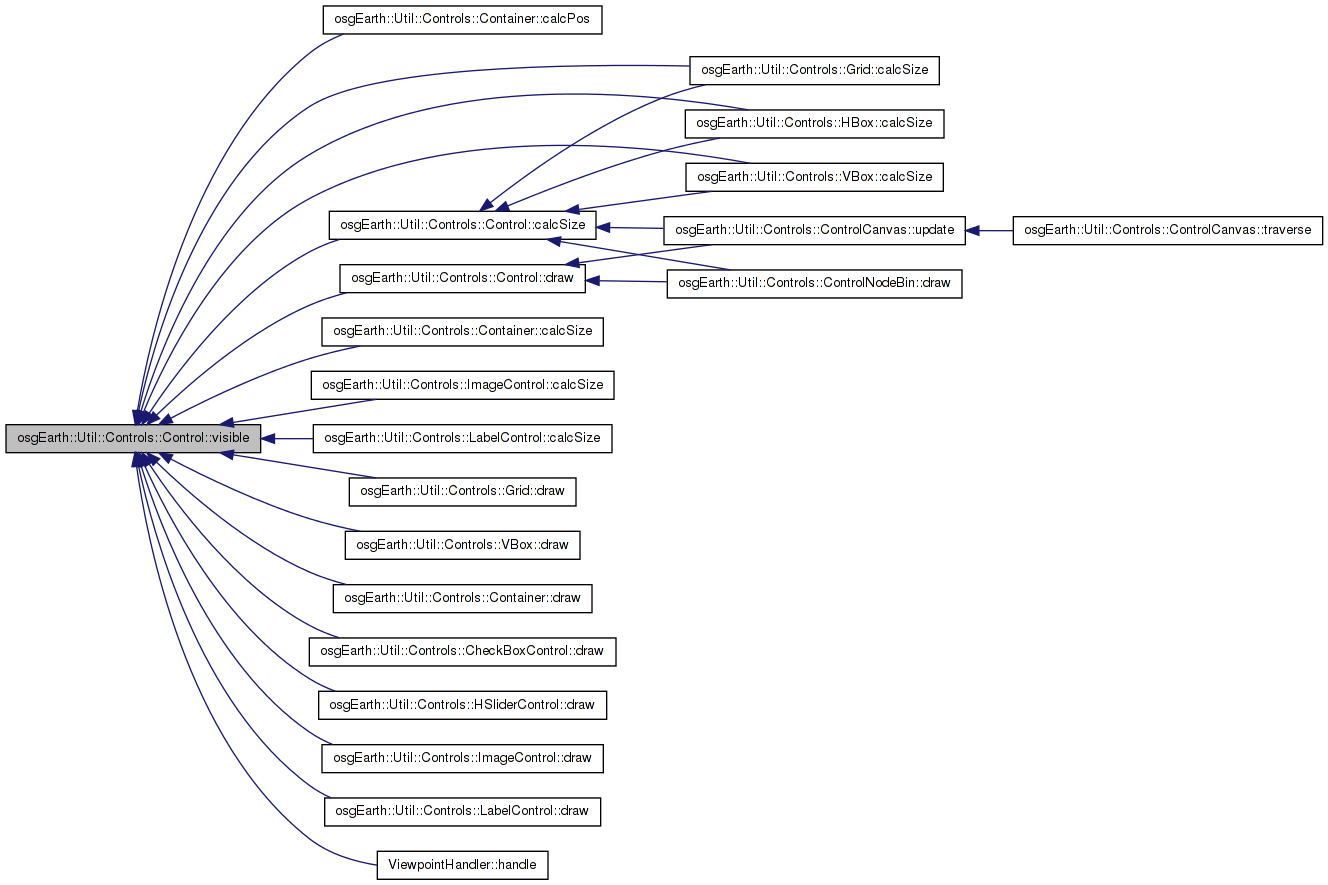 osgEarth::Util::Controls::Container::calcPos
osgEarth::Util::Controls::Grid::calcSize
osgEarth::Util::Controls::HBox::calcSize
osgEarth::Util::Controls::VBox::calcSize
osgEarth::Util::Controls::Control::calcSize
osgEarth::Util::Controls::ControlCanvas::update
osgEarth::Util::Controls::ControlCanvas::traverse
osgEarth::Util::Controls::Control::draw
osgEarth::Util::Controls::ControlNodeBin::draw
osgEarth::Util::Controls::Container::calcSize
osgEarth::Util::Controls::ImageControl::calcSize
osgEarth::Util::Controls::Control::visible
osgEarth::Util::Controls::LabelControl::calcSize
osgEarth::Util::Controls::Grid::draw
osgEarth::Util::Controls::VBox::draw
osgEarth::Util::Controls::Container::draw
osgEarth::Util::Controls::CheckBoxControl::draw
osgEarth::Util::Controls::HSliderControl::draw
osgEarth::Util::Controls::ImageControl::draw
osgEarth::Util::Controls::LabelControl::draw
ViewpointHandler::handle